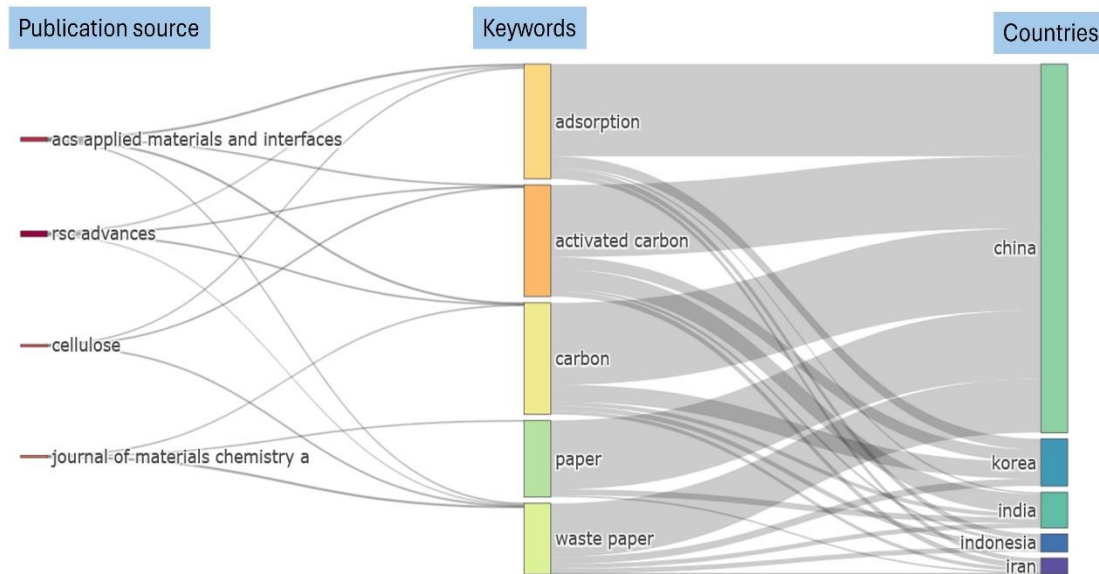 Publication source
Keywords
Countries
acs applied materials and interfaces
rsc advances
cellulose
journal of materials chemistry a
adsorption
activated carbon
carbon
paper
waste paper
china
korea
india
indonesia
iran